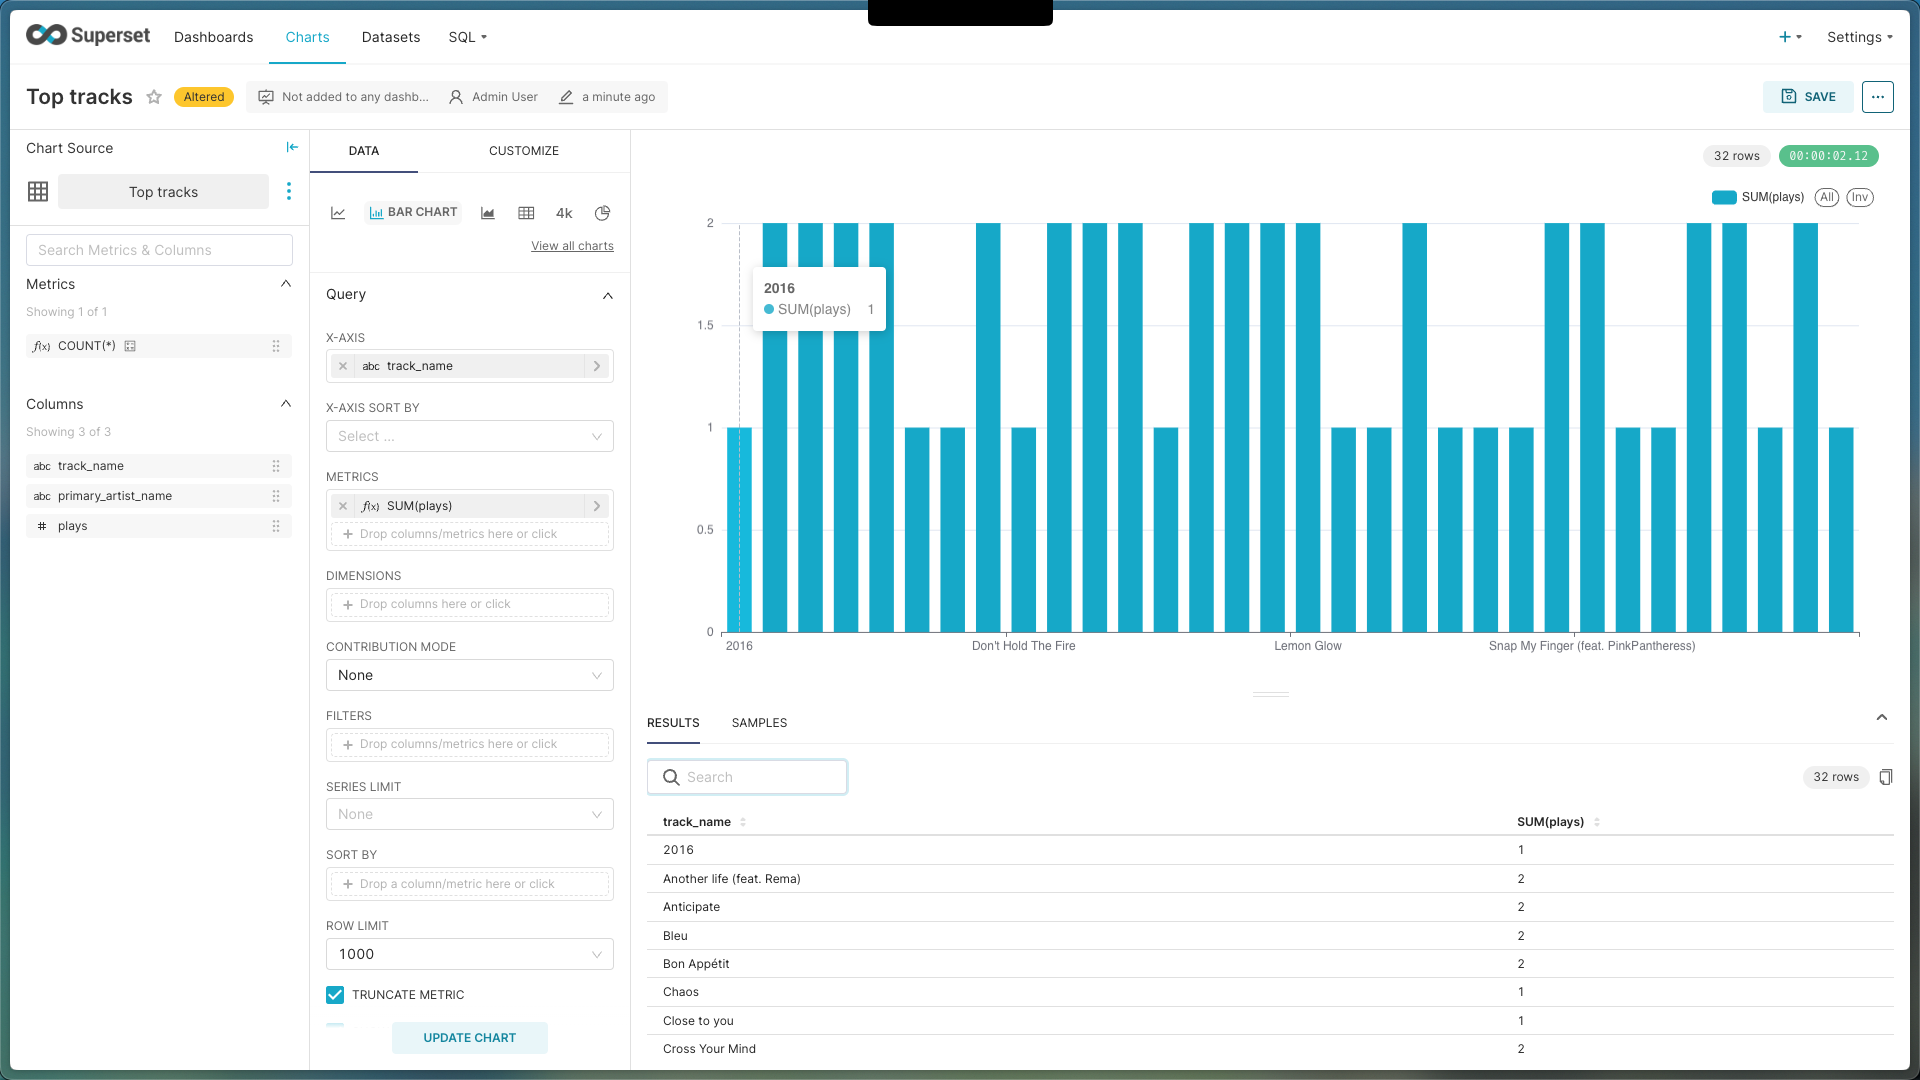 Superset
Dashboards
Charts
Datasets
SQL
+
Settings
Top tracks
Altered
Not added to any dashb...
Admin User
a minute ago
SAVE
...
Chart Source
Top tracks
Search Metrics & Columns
Metrics
Showing 1 of 1
f(x) COUNT(*)
Columns
Showing 3 of 3
abc track_name
abc primary_artist_name
# plays
DATA
CUSTOMIZE
BAR CHART
4k
View all charts
Query
X-AXIS
abc track_name
X-AXIS SORT BY
Select ...
METRICS
f(x) SUM(plays)
+ Drop columns/metrics here or click
DIMENSIONS
+ Drop columns here or click
CONTRIBUTION MODE
None
FILTERS
+ Drop columns/metrics here or click
SERIES LIMIT
None
SORT BY
+ Drop a column/metric here or click
ROW LIMIT
1000
TRUNCATE METRIC
UPDATE CHART
32 rows
00:00:02.12
SUM(plays)
All
Inv
2
1.5
1
0.5
0
2016
SUM(plays) 1
2016
Don't Hold The Fire
Lemon Glow
Snap My Finger (feat. PinkPantheress)
RESULTS
SAMPLES
Search
32 rows
track_name SUM(plays)
2016 1
Another life (feat. Rema) 2
Anticipate 2
Bleu 2
Bon Appétit 2
Chaos 1
Close to you 1
Cross Your Mind 2